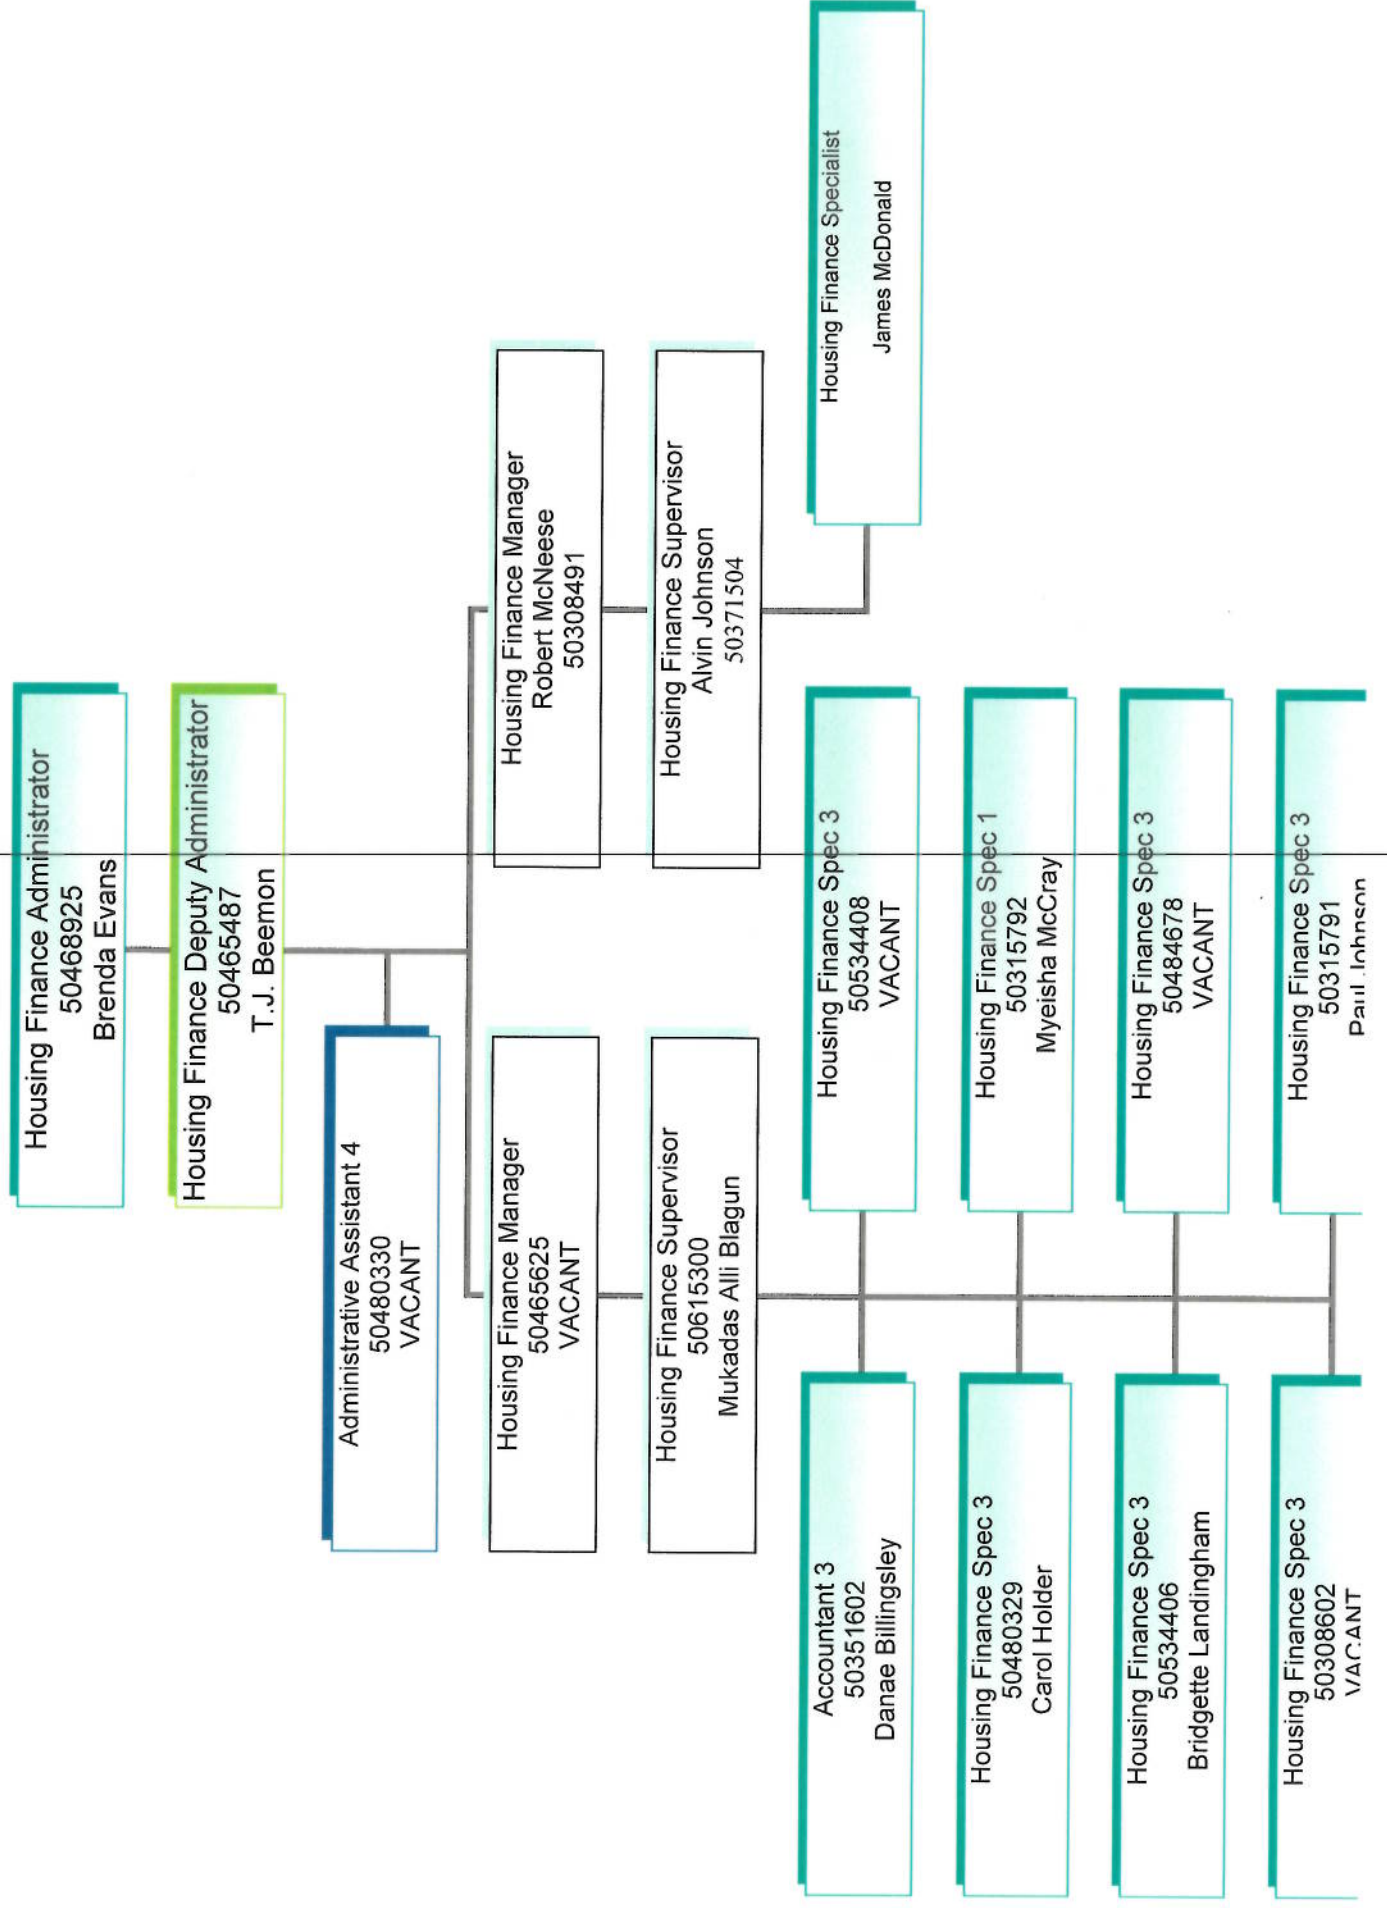 Housing Finance Administrator
50468925
Brenda Evans
Housing Finance Deputy Administrator
50465487
T.J. Beemon
Administrative Assistant 4
50480330
VACANT
Housing Finance Manager
50465625
VACANT
Housing Finance Manager
Robert McNeese
50308491
Housing Finance Supervisor
50615300
Mukadas Alli Blagun
Housing Finance Supervisor
Alvin Johnson
50371504
Accountant 3
50351602
Danae Billingsley
Housing Finance Spec 3
50534408
VACANT
Housing Finance Specialist
James McDonald
Housing Finance Spec 3
50480329
Carol Holder
Housing Finance Spec 1
50315792
Myeisha McCray
Housing Finance Spec 3
50534406
Bridgette Landingham
Housing Finance Spec 3
50484678
VACANT
Housing Finance Spec 3
50308602
VACANT
Housing Finance Spec 3
50315791
Paul Johnson